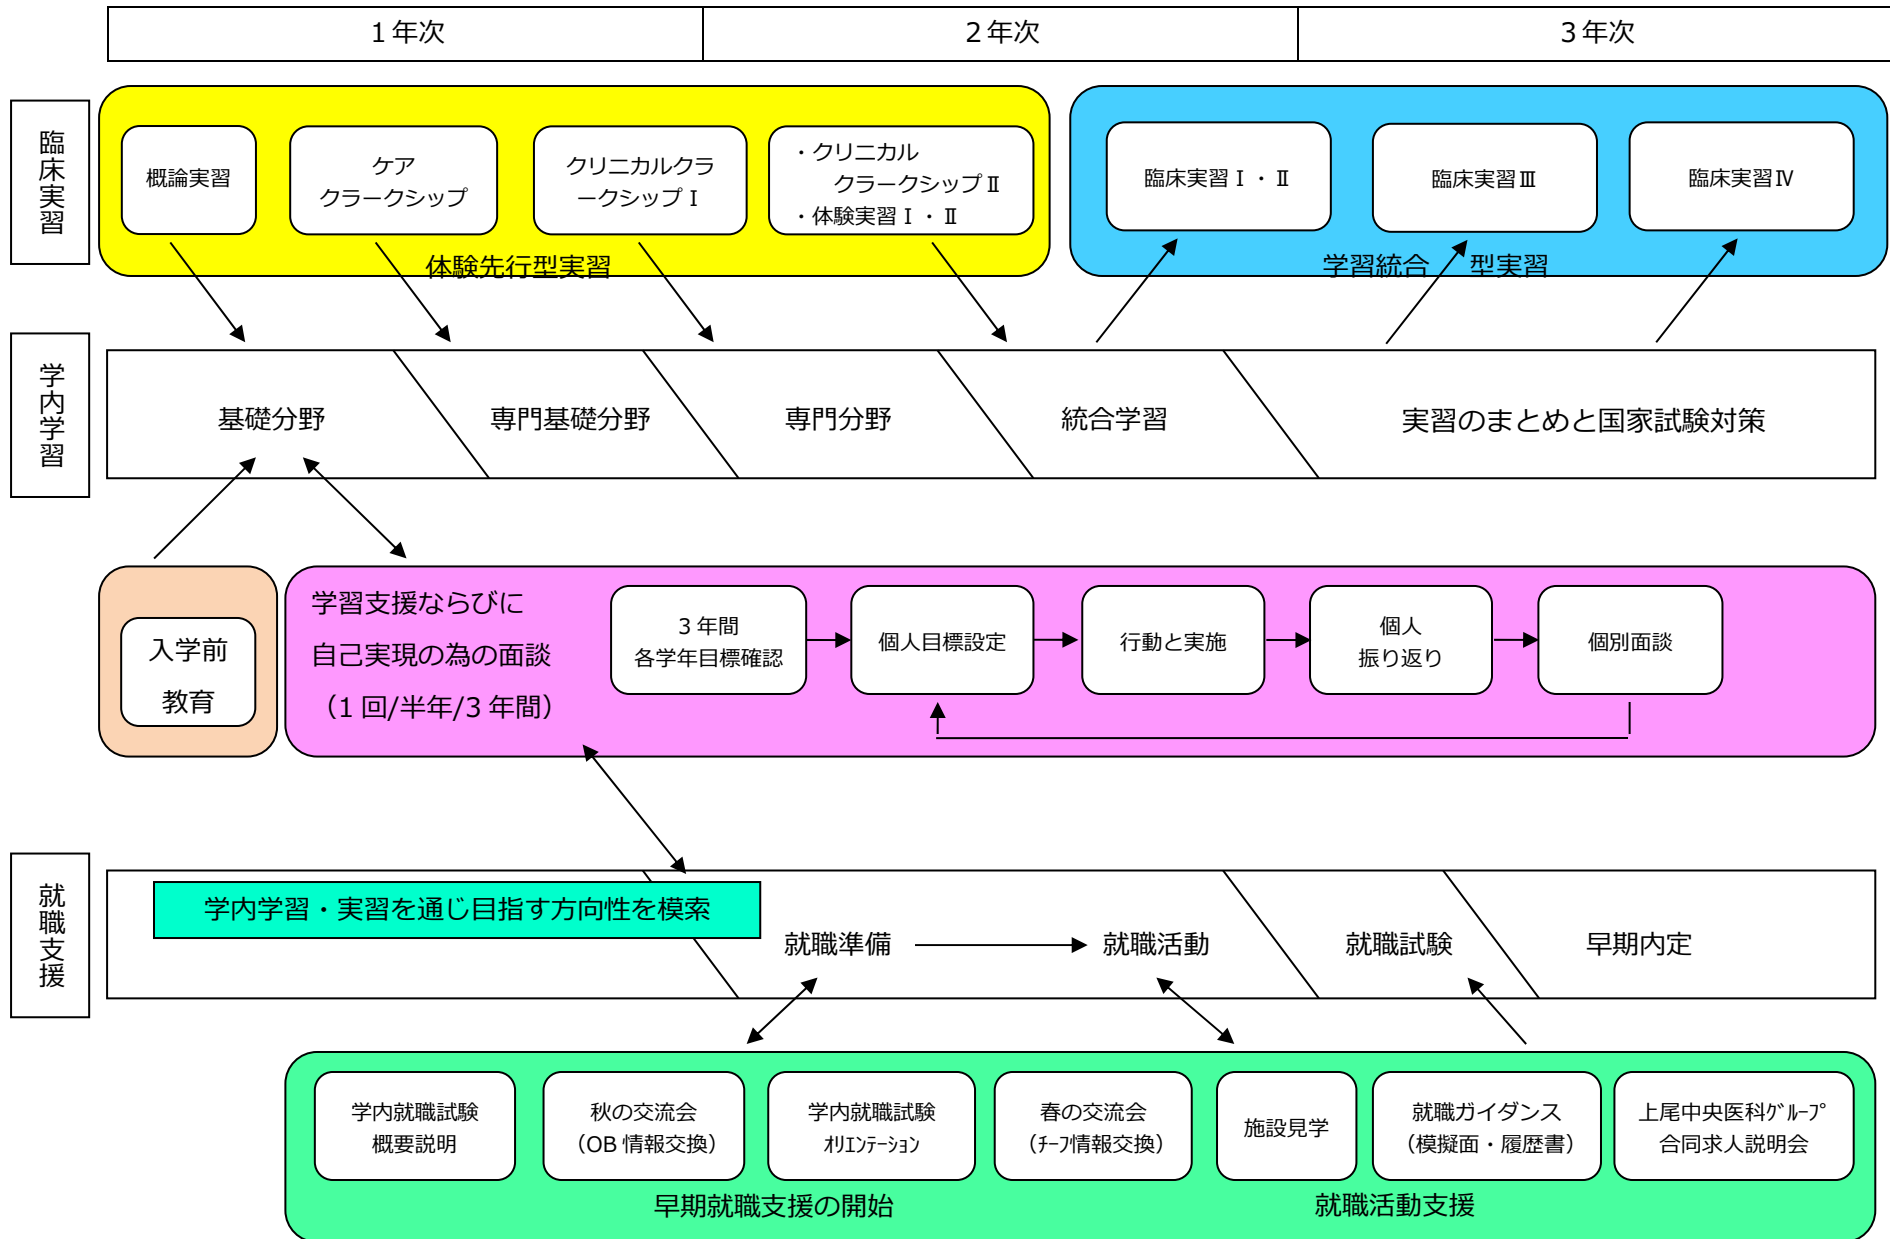 １年次
２年次
３年次
臨床実習
概論実習
ケア
クラークシップ
クリニカルクラ
ークシップⅠ
・クリニカル
クラークシップⅡ
・体験実習Ⅰ・Ⅱ
体験先行型実習
臨床実習Ⅰ・Ⅱ
臨床実習Ⅲ
臨床実習Ⅳ
学習統合 型実習
学内学習
基礎分野
専門基礎分野
専門分野
統合学習
実習のまとめと国家試験対策
入学前
教育
学習支援ならびに
自己実現の為の面談
（1 回/半年/3 年間）
3 年間
各学年目標確認
個人目標設定
行動と実施
個人
振り返り
個別面談
就職支援
学内学習・実習を通じ目指す方向性を模索
就職準備
就職活動
就職試験
早期内定
学内就職試験
概要説明
秋の交流会
（OB 情報交換）
学内就職試験
ｵﾘｴﾝﾃｰｼｮﾝ
春の交流会
（ﾁｰﾌ情報交換）
施設見学
就職ガイダンス
（模擬面・履歴書）
上尾中央医科ｸﾞﾙｰﾌﾟ
合同求人説明会
早期就職支援の開始
就職活動支援